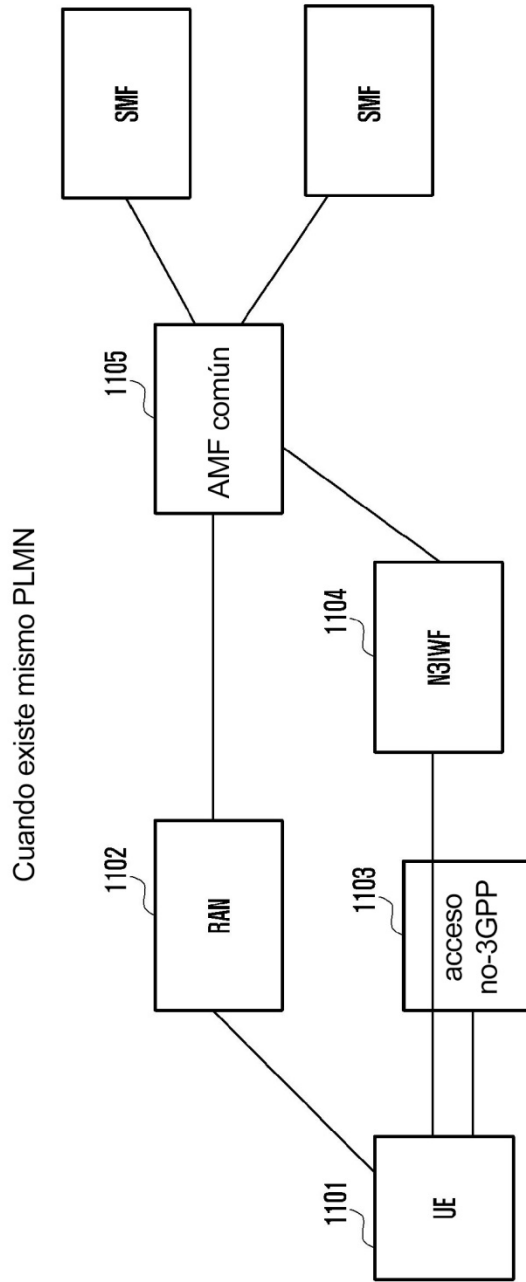 Cuando existe mismo PLMN
1101
UE
1102
RAN
1103
acceso
no-3GPP
1104
N3IWF
1105
AMF común
SMF
SMF